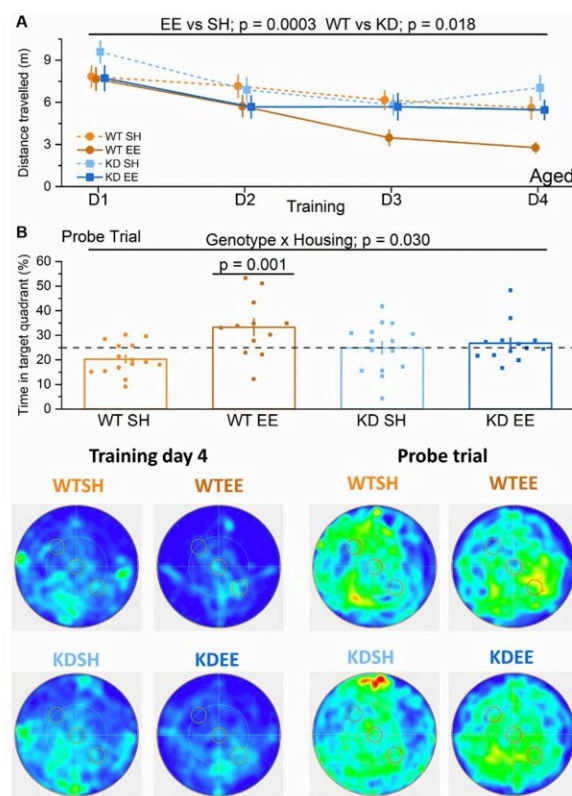 A
EE vs SH; p = 0.0003 WT vs KD; p = 0.018
Distance travelled (m)
9
6
3
0
WT SH
WT EE
KD SH
KD EE
Aged
D1
D2
D3
D4
Training
B
Probe Trial
Genotype x Housing; p = 0.030
p = 0.001
Time in target quadrant (%)
60
50
40
30
20
10
0
WT SH
WT EE
KD SH
KD EE
Training day 4
Probe trial
WTSH
WTEE
WTSH
WTEE
KDSH
KDEE
KDSH
KDEE